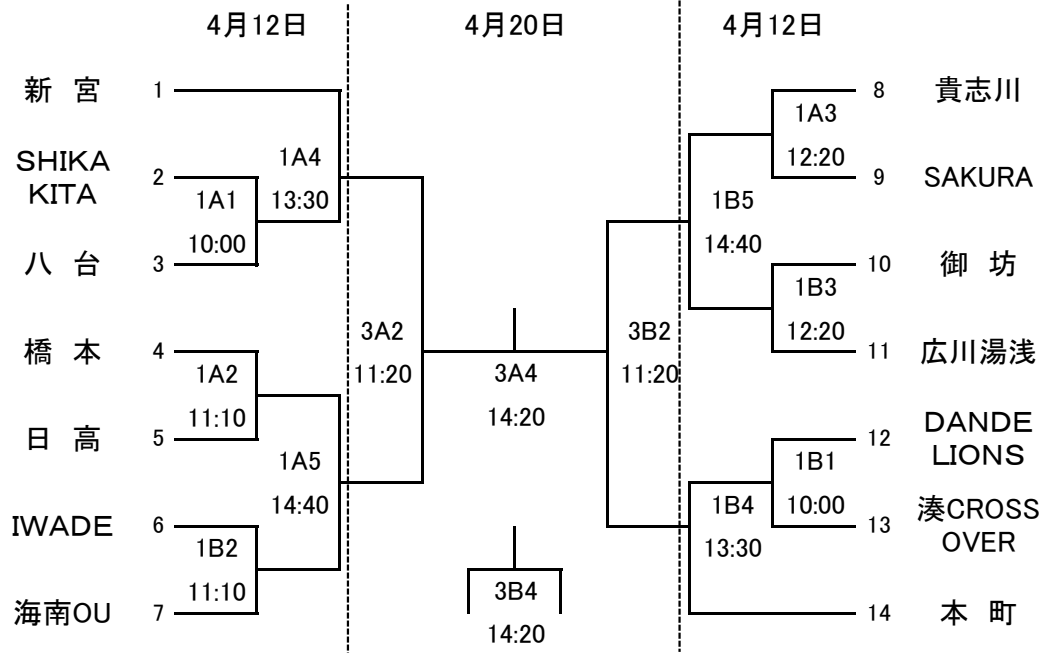 4月12日
4月20日
4月12日
新 宮
1
8
貴志川
1A3
SHIKA
KITA
2
1A4
13:30
12:20
9
SAKURA
1A1
10:00
1B5
14:40
八 台
3
10
御 坊
1B3
12:20
橋 本
4
3A2
11:20
3A4
14:20
3B2
11:20
11
広川湯浅
1A2
11:10
日 高
5
1A5
14:40
12
DANDE
LIONS
1B1
10:00
IWADE
6
1B4
13:30
13
湊CROSS
OVER
1B2
11:10
海南OU
7
3B4
14:20
14
本 町